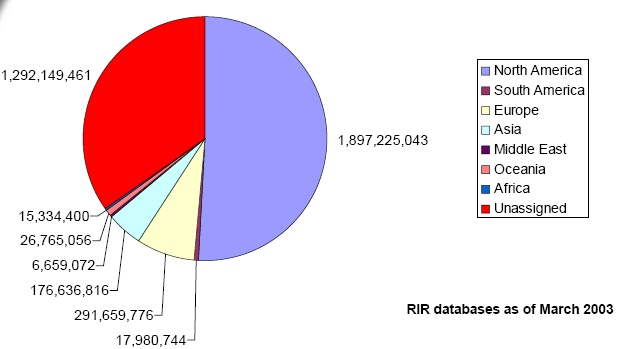 1,292,149,461
1,897,225,043
15,334,400
26,765,056
6,659,072
176,636,816
291,659,776
17,980,744
North America
South America
Europe
Asia
Middle East
Oceania
Africa
Unassigned
RIR databases as of March 2003